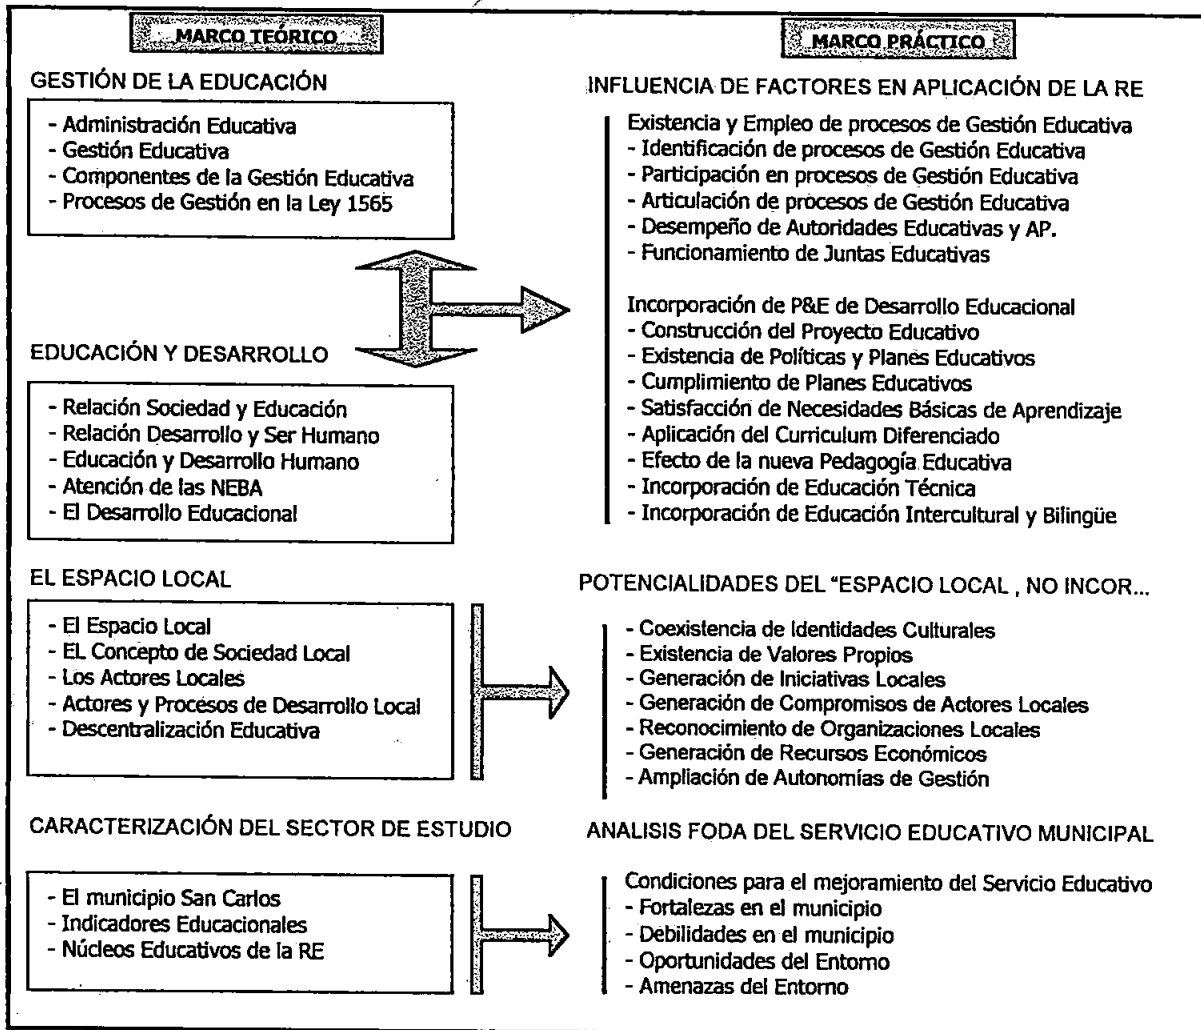 MARCO TEÓRICO
GESTIÓN DE LA EDUCACIÓN
- Administración Educativa
- Gestión Educativa
- Componentes de la Gestión Educativa
- Procesos de Gestión en la Ley 1565
EDUCACIÓN Y DESARROLLO
- Relación Sociedad y Educación
- Relación Desarrollo y Ser Humano
- Educación y Desarrollo Humano
- Atención de las NEBA
- El Desarrollo Educacional
EL ESPACIO LOCAL
- El Espacio Local
- EL Concepto de Sociedad Local
- Los Actores Locales
- Actores y Procesos de Desarrollo Local
- Descentralización Educativa
CARACTERIZACIÓN DEL SECTOR DE ESTUDIO
- El municipio San Carlos
- Indicadores Educacionales
- Núcleos Educativos de la RE
MARCO PRÁCTICO
INFLUENCIA DE FACTORES EN APLICACIÓN DE LA RE
Existencia y Empleo de procesos de Gestión Educativa
- Identificación de procesos de Gestión Educativa
- Participación en procesos de Gestión Educativa
- Articulación de procesos de Gestión Educativa
- Desempeño de Autoridades Educativas y AP.
- Funcionamiento de Juntas Educativas
Incorporación de P&E de Desarrollo Educacional
- Construcción del Proyecto Educativo
- Existencia de Políticas y Planes Educativos
- Cumplimiento de Planes Educativos
- Satisfacción de Necesidades Básicas de Aprendizaje
- Aplicación del Curriculum Diferenciado
- Efecto de la nueva Pedagogía Educativa
- Incorporación de Educación Técnica
- Incorporación de Educación Intercultural y Bilingüe
POTENCIALIDADES DEL "ESPACIO LOCAL , NO INCOR...
- Coexistencia de Identidades Culturales
- Existencia de Valores Propios
- Generación de Iniciativas Locales
- Generación de Compromisos de Actores Locales
- Reconocimiento de Organizaciones Locales
- Generación de Recursos Económicos
- Ampliación de Autonomías de Gestión
ANALISIS FODA DEL SERVICIO EDUCATIVO MUNICIPAL
Condiciones para el mejoramiento del Servicio Educativo
- Fortalezas en el municipio
- Debilidades en el municipio
- Oportunidades del Entorno
- Amenazas del Entorno